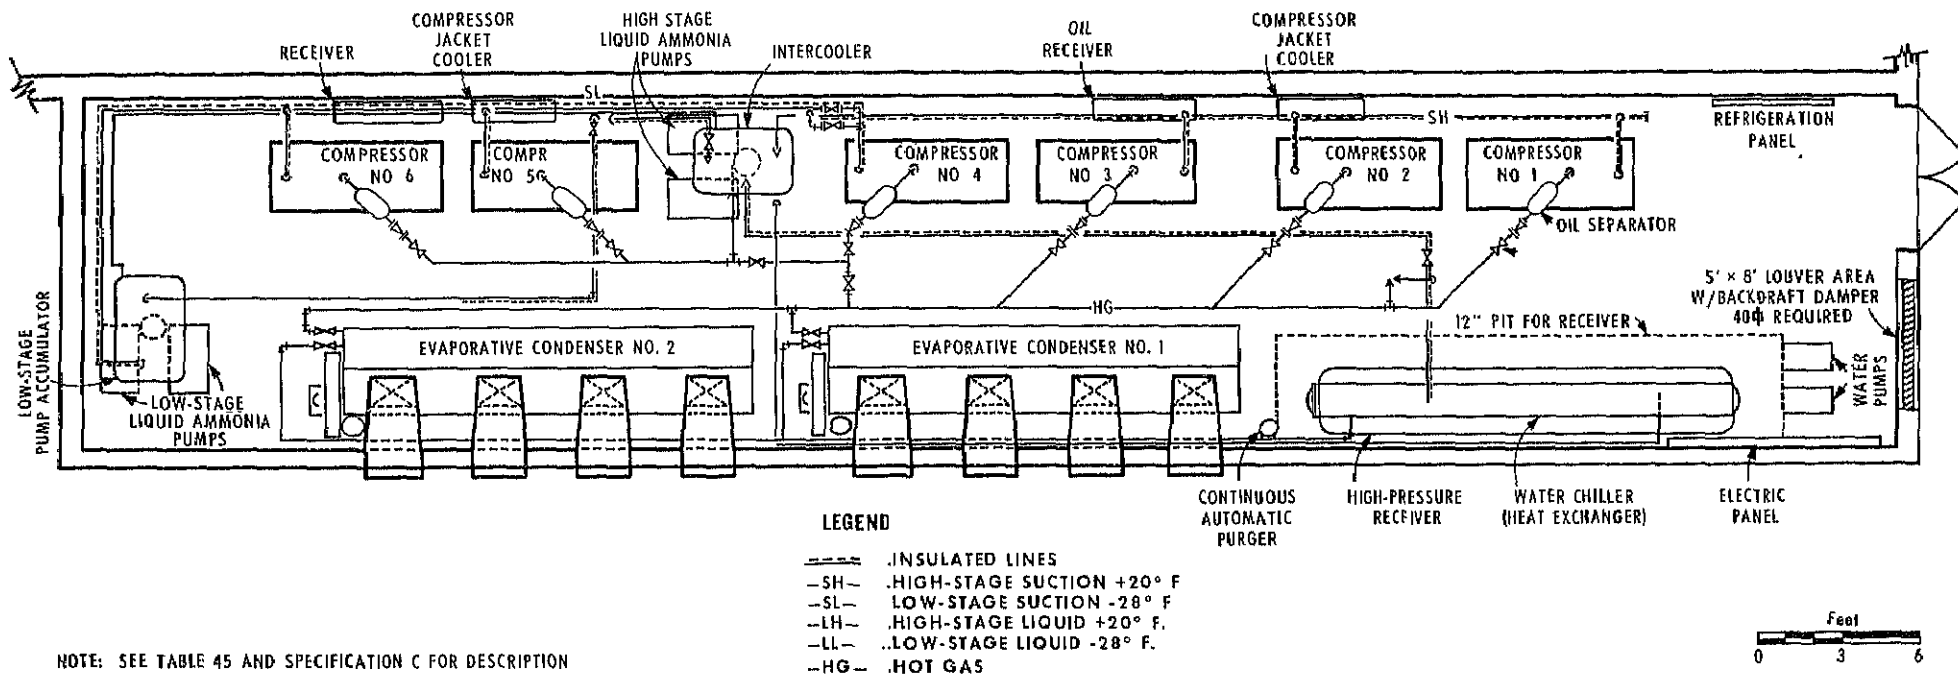 RECEIVER
COMPRESSOR
JACKET
COOLER
HIGH STAGE
LIQUID AMMONIA
PUMPS
INTERCOOLER
OIL
RECEIVER
COMPRESSOR
JACKET
COOLER
SL
SH
REFRIGERATION
PANEL
COMPRESSOR
NO 6
COMPR
NO 5
COMPRESSOR
NO 4
COMPRESSOR
NO 3
COMPRESSOR
NO 2
COMPRESSOR
NO 1
OIL SEPARATOR
5' × 8' LOUVER AREA
W/BACKDRAFT DAMPER
40Φ REQUIRED
HG
12" PIT FOR RECEIVER
EVAPORATIVE CONDENSER NO. 2
EVAPORATIVE CONDENSER NO. 1
WATER
PUMPS
LOW-STAGE
PUMP ACCUMULATOR
LOW-STAGE
LIQUID AMMONIA
PUMPS
CONTINUOUS
AUTOMATIC
PURGER
HIGH-PRESSURE
RECEIVER
WATER CHILLER
(HEAT EXCHANGER)
ELECTRIC
PANEL
LEGEND
INSULATED LINES
-SH- HIGH-STAGE SUCTION +20° F
-SL- LOW-STAGE SUCTION -28° F
-LH- HIGH-STAGE LIQUID +20° F.
-LL- LOW-STAGE LIQUID -28° F.
-HG- HOT GAS
NOTE: SEE TABLE 45 AND SPECIFICATION C FOR DESCRIPTION
Feet
0 3 6